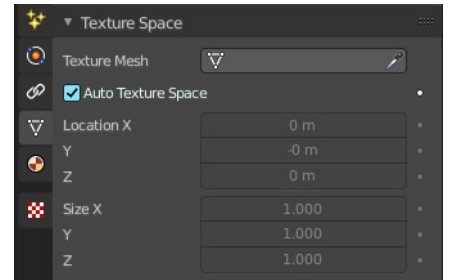 Texture Space
Texture Mesh
Auto Texture Space
Location X 0 m
Y -0 m
Z 0 m
Size X 1.000
Y 1.000
Z 1.000